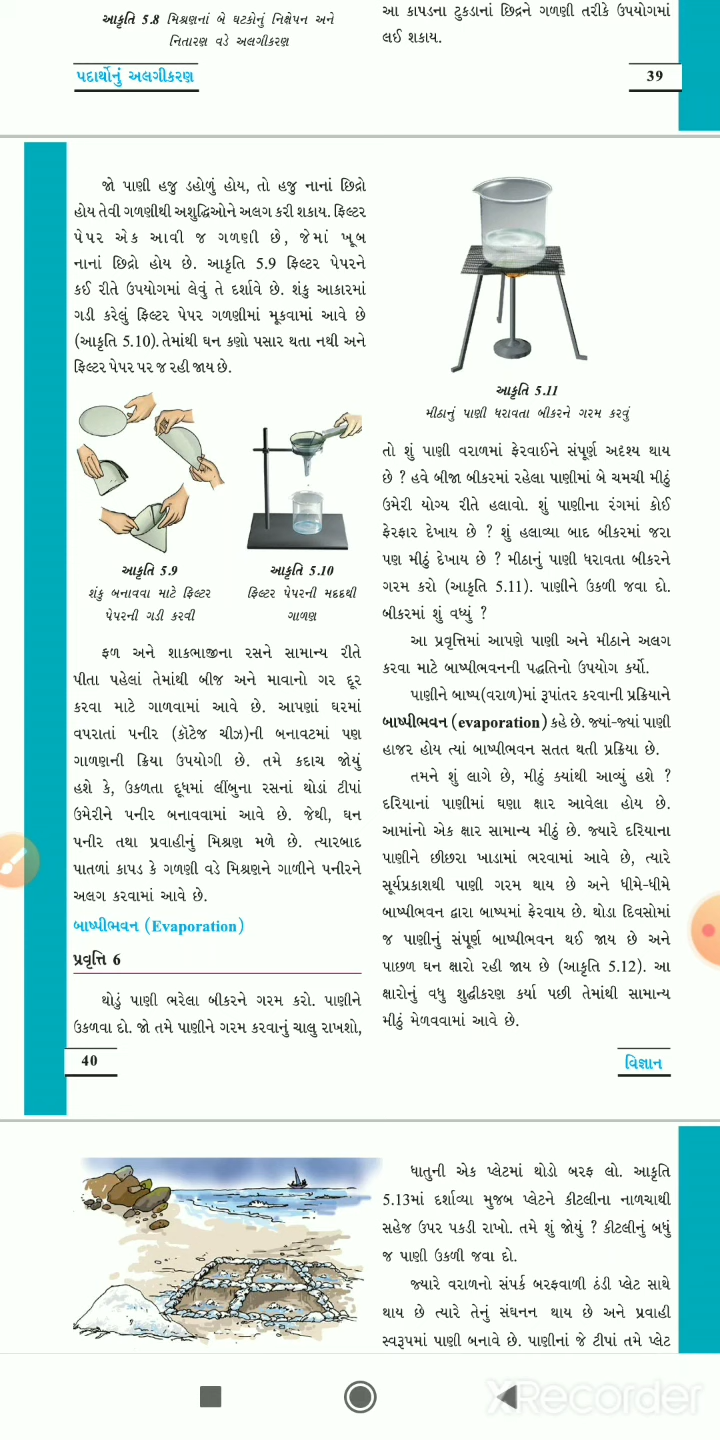 આકૃતિ 5.8 મિશ્રણનાં બે ઘટકોનું નિક્ષેપન અને
નિતારણ વડે અલગીકરણ
આ કાપડના ટુકડાનાં છિદ્રને ગળણી તરીકે ઉપયોગમાં
લઈ શકાય.
પદાર્થોનું અલગીકરણ
39
જો પાણી હજુ ડહોળું હોય, તો હજુ નાનાં છિદ્રો
હોય તેવી ગળણીથી અશુદ્ધિઓને અલગ કરી શકાય. ફિલ્ટર
પેપર એક આવી જ ગળણી છે, જેમાં ખૂબ
નાનાં છિદ્રો હોય છે. આકૃતિ 5.9 ફિલ્ટર પેપરને
કઈ રીતે ઉપયોગમાં લેવું તે દર્શાવે છે. શંકુ આકારમાં
ગડી કરેલું ફિલ્ટર પેપર ગળણીમાં મૂકવામાં આવે છે
(આકૃતિ 5.10). તેમાંથી ઘન કણો પસાર થતા નથી અને
ફિલ્ટર પેપર પર જ રહી જાય છે.
આકૃતિ 5.9
શંકુ બનાવવા માટે ફિલ્ટર
પેપરની ગડી કરવી
આકૃતિ 5.10
ફિલ્ટર પેપરની મદદથી
ગાળણ
ફળ અને શાકભાજીના રસને સામાન્ય રીતે
પીતા પહેલાં તેમાંથી બીજ અને માવાનો ગર દૂર
કરવા માટે ગાળવામાં આવે છે. આપણાં ઘરમાં
વપરાતાં પનીર (કૉટેજ ચીઝ)ની બનાવટમાં પણ
ગાળણની ક્રિયા ઉપયોગી છે. તમે કદાચ જોયું
હશે કે, ઉકળતા દૂધમાં લીંબુના રસનાં થોડાં ટીપાં
ઉમેરીને પનીર બનાવવામાં આવે છે. જેથી, ઘન
પનીર તથા પ્રવાહીનું મિશ્રણ મળે છે. ત્યારબાદ
પાતળાં કાપડ કે ગળણી વડે મિશ્રણને ગાળીને પનીરને
અલગ કરવામાં આવે છે.
બાષ્પીભવન (Evaporation)
પ્રવૃત્તિ 6
થોડું પાણી ભરેલા બીકરને ગરમ કરો. પાણીને
ઉકળવા દો. જો તમે પાણીને ગરમ કરવાનું ચાલુ રાખશો,
આકૃતિ 5.11
મીઠાનું પાણી ધરાવતા બીકરને ગરમ કરવું
તો શું પાણી વરાળમાં ફેરવાઈને સંપૂર્ણ અદૃશ્ય થાય
છે ? હવે બીજા બીકરમાં રહેલા પાણીમાં બે ચમચી મીઠું
ઉમેરી યોગ્ય રીતે હલાવો. શું પાણીના રંગમાં કોઈ
ફેરફાર દેખાય છે ? શું હલાવ્યા બાદ બીકરમાં જરા
પણ મીઠું દેખાય છે ? મીઠાનું પાણી ધરાવતા બીકરને
ગરમ કરો (આકૃતિ 5.11). પાણીને ઉકળી જવા દો.
બીકરમાં શું વધ્યું ?
આ પ્રવૃત્તિમાં આપણે પાણી અને મીઠાને અલગ
કરવા માટે બાષ્પીભવનની પદ્ધતિનો ઉપયોગ કર્યો.
પાણીને બાષ્પ(વરાળ)માં રૂપાંતર કરવાની પ્રક્રિયાને
બાષ્પીભવન (evaporation) કહે છે. જ્યાં-જ્યાં પાણી
હાજર હોય ત્યાં બાષ્પીભવન સતત થતી પ્રક્રિયા છે.
તમને શું લાગે છે, મીઠું ક્યાંથી આવ્યું હશે ?
દરિયાનાં પાણીમાં ઘણા ક્ષાર આવેલા હોય છે.
આમાંનો એક ક્ષાર સામાન્ય મીઠું છે. જ્યારે દરિયાના
પાણીને છીછરા ખાડામાં ભરવામાં આવે છે, ત્યારે
સૂર્યપ્રકાશથી પાણી ગરમ થાય છે અને ધીમે-ધીમે
બાષ્પીભવન દ્વારા બાષ્પમાં ફેરવાય છે. થોડા દિવસોમાં
જ પાણીનું સંપૂર્ણ બાષ્પીભવન થઈ જાય છે અને
પાછળ ઘન ક્ષારો રહી જાય છે (આકૃતિ 5.12). આ
ક્ષારોનું વધુ શુદ્ધીકરણ કર્યા પછી તેમાંથી સામાન્ય
મીઠું મેળવવામાં આવે છે.
40
વિજ્ઞાન
ધાતુની એક પ્લેટમાં થોડો બરફ લો. આકૃતિ
5.13માં દર્શાવ્યા મુજબ પ્લેટને કીટલીના નાળચાથી
સહેજ ઉપર પકડી રાખો. તમે શું જોયું ? કીટલીનું બધું
જ પાણી ઉકળી જવા દો.
જ્યારે વરાળનો સંપર્ક બરફવાળી ઠંડી પ્લેટ સાથે
થાય છે ત્યારે તેનું સંઘનન થાય છે અને પ્રવાહી
સ્વરૂપમાં પાણી બનાવે છે. પાણીનાં જે ટીપાં તમે પ્લેટ
XRecorder